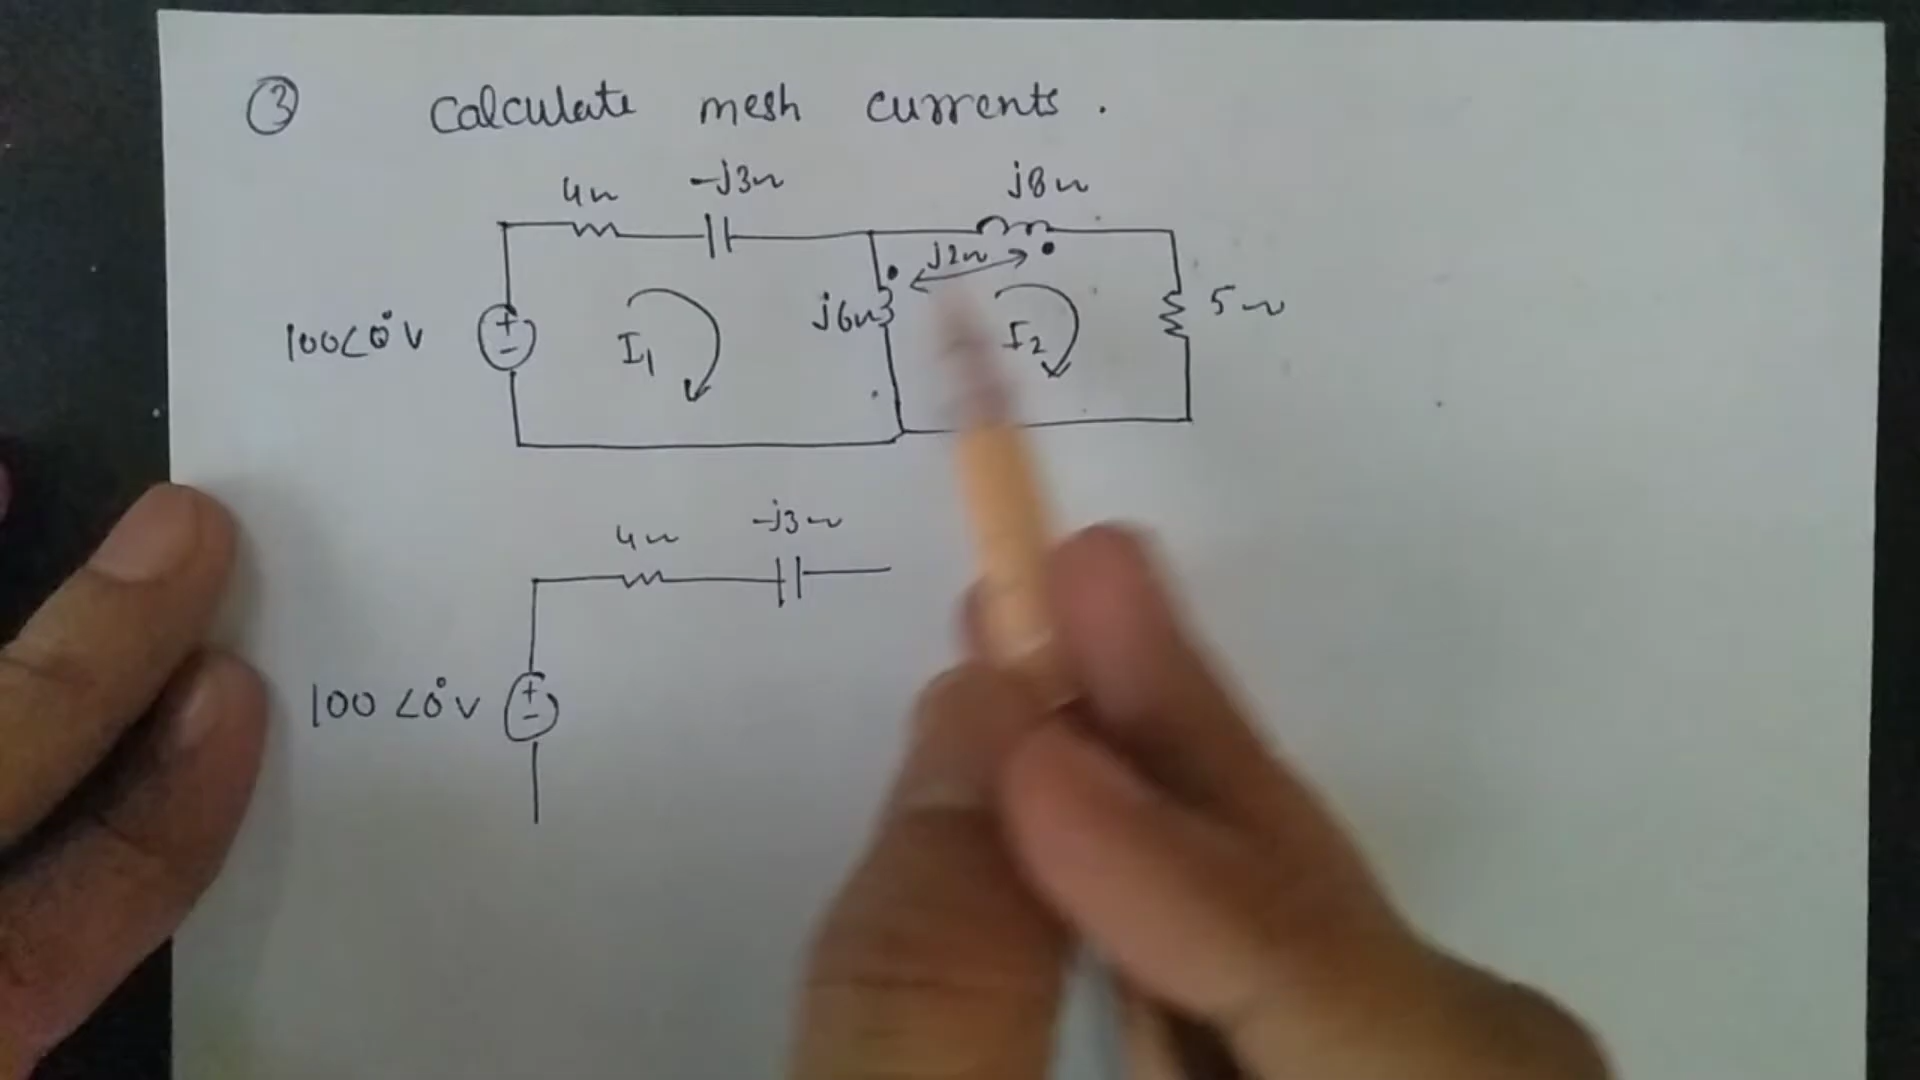 ③ Calculate mesh currents.
4Ω -j3Ω j8Ω
j2Ω
100∠0°V + - I1 j6Ω I2 5Ω
4Ω -j3Ω
100∠0°V + -